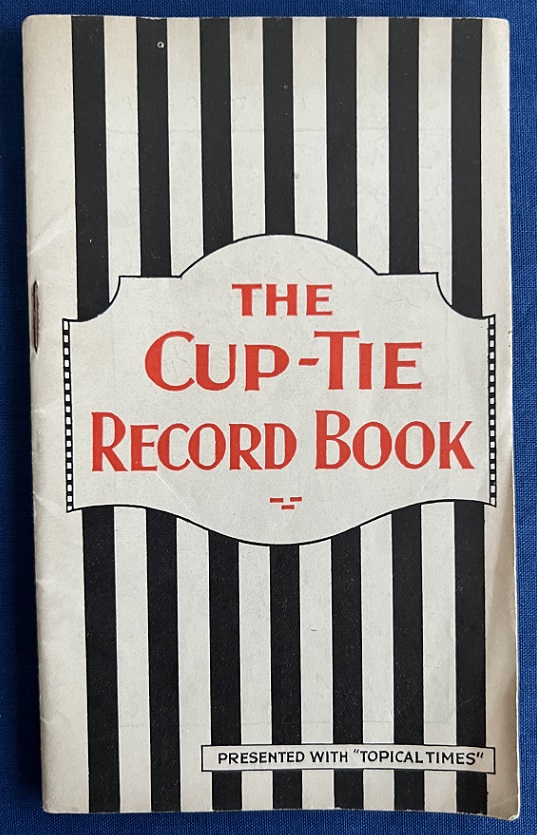 THE
CUP-TIE
RECORD BOOK
PRESENTED WITH "TOPICAL TIMES"